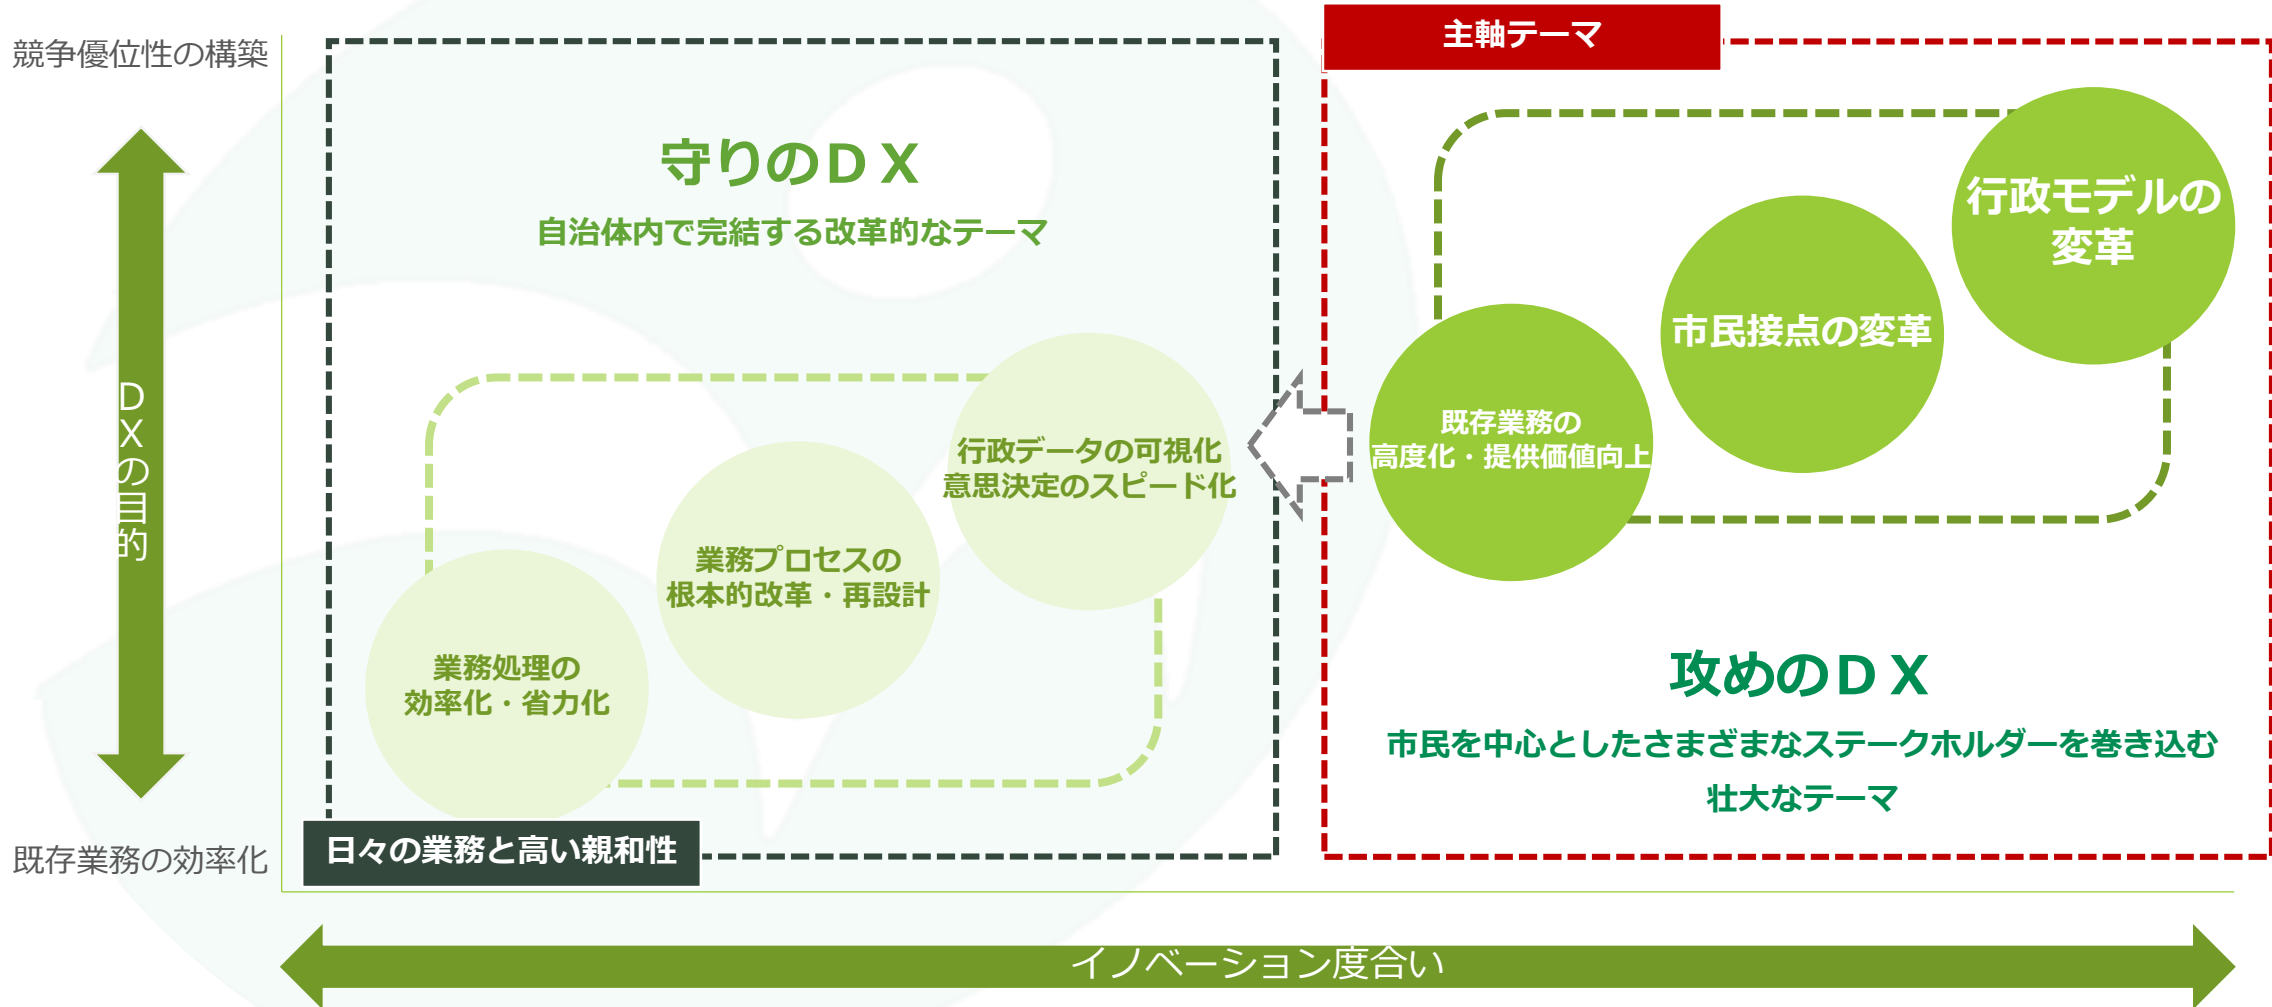 競争優位性の構築
ＤＸの目的
既存業務の効率化
守りのＤＸ
自治体内で完結する改革的なテーマ
行政データの可視化
意思決定のスピード化
業務プロセスの
根本的改革・再設計
業務処理の
効率化・省力化
日々の業務と高い親和性
主軸テーマ
行政モデルの
変革
市民接点の変革
既存業務の
高度化・提供価値向上
攻めのＤＸ
市民を中心としたさまざまなステークホルダーを巻き込む
壮大なテーマ
イノベーション度合い